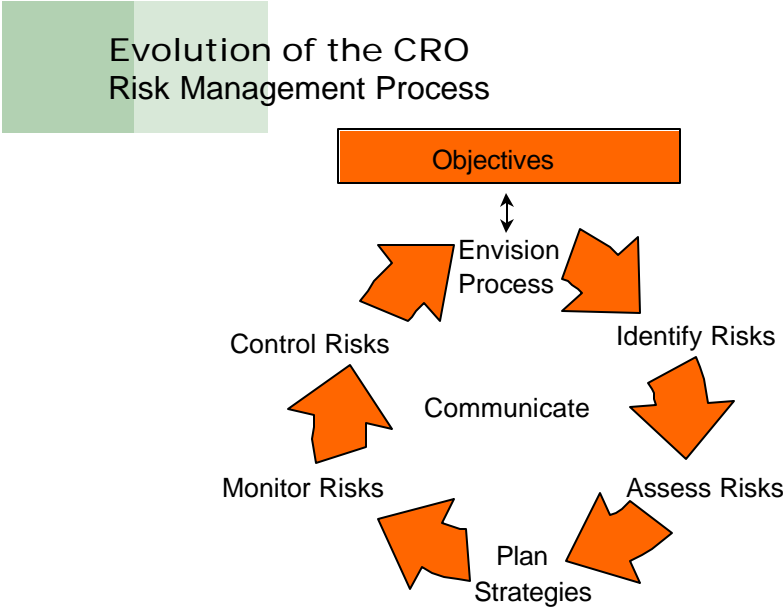 Evolution of the CRO
Risk Management Process
Objectives
Envision
Process
Identify Risks
Control Risks
Communicate
Assess Risks
Monitor Risks
Plan
Strategies